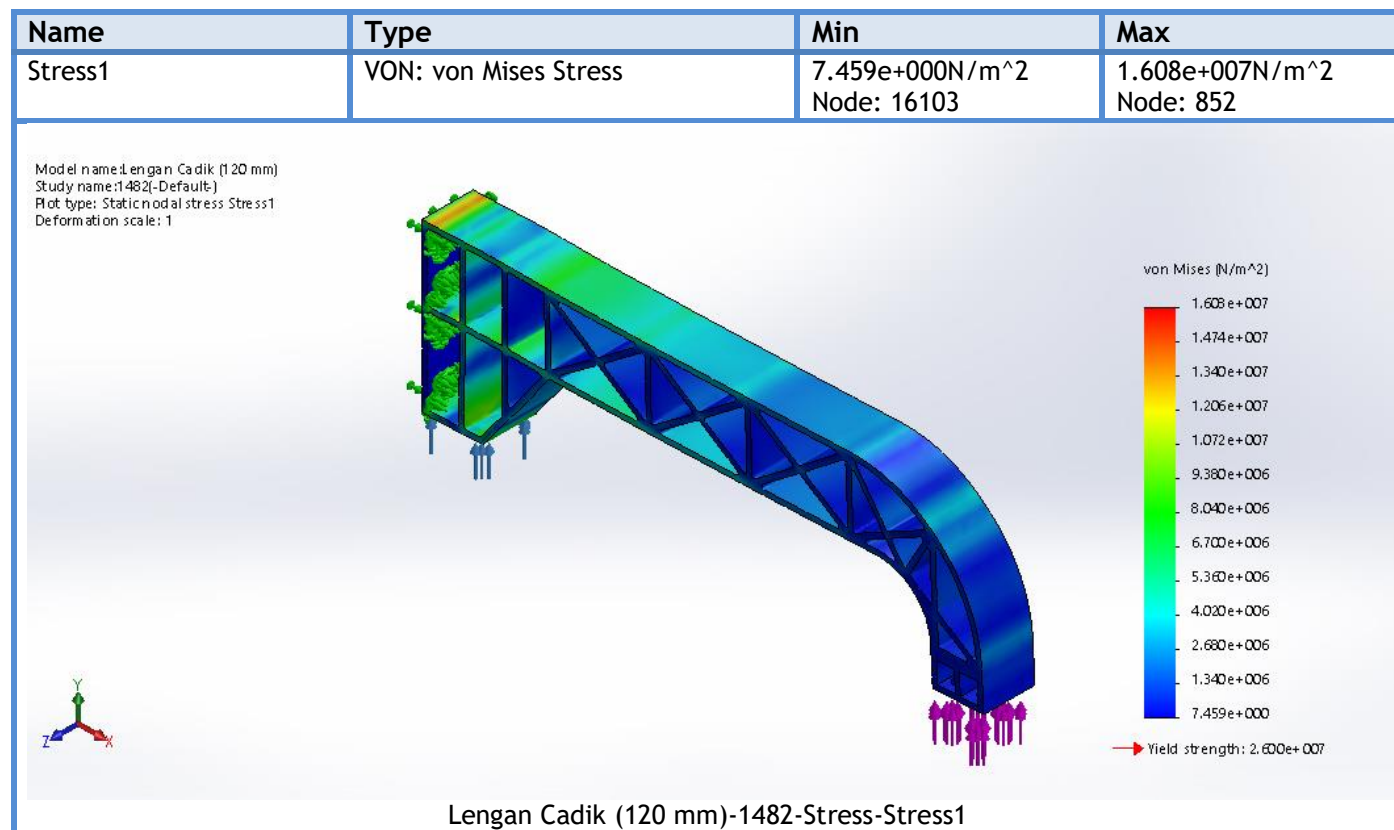 Name Type Min Max
Stress1 VON: von Mises Stress 7.459e+000N/m^2 1.608e+007N/m^2
Node: 16103 Node: 852
Model name:Lengan Cadik (120 mm)
Study name:1482(-Default-)
Plot type: Static nodal stress Stress1
Deformation scale: 1
von Mises (N/m^2)
1.608e+007
1.474e+007
1.340e+007
1.206e+007
1.072e+007
9.380e+006
8.040e+006
6.700e+006
5.360e+006
4.020e+006
2.680e+006
1.340e+006
7.459e+000
Yield strength: 2.600e+007
Y
Z X
Lengan Cadik (120 mm)-1482-Stress-Stress1